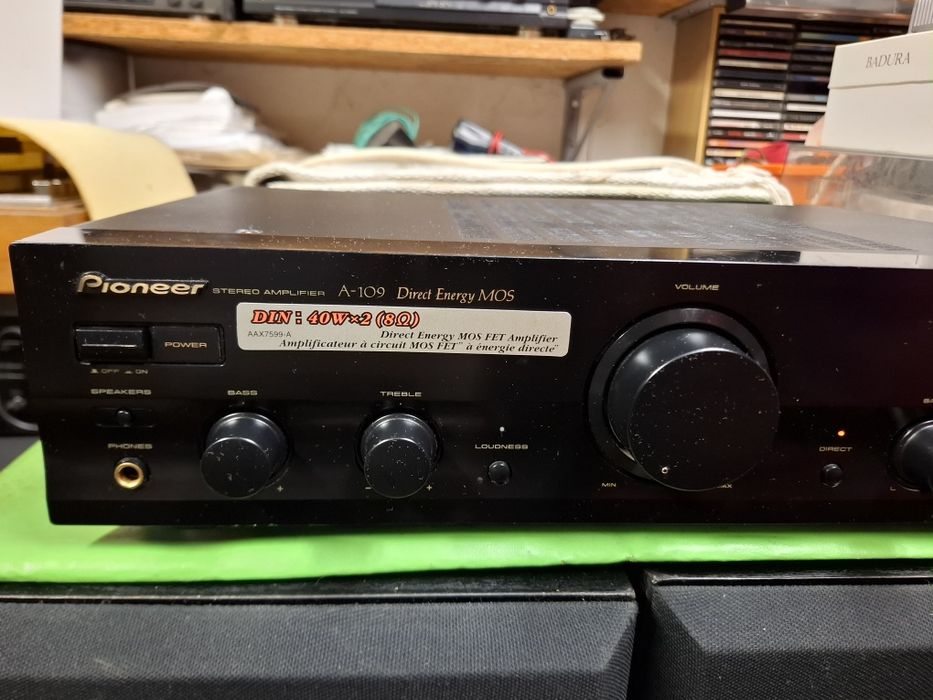 BADURA
Pioneer STEREO AMPLIFIER A-109 Direct Energy MOS
VOLUME
DIN : 40W×2 (8Ω)
AAX7599-A
Direct Energy MOS FET Amplifier
Amplificateur à circuit MOS FET" à énergie directe"
POWER
OFF ON
SPEAKERS
BASS
TREBLE
PHONES
LOUDNESS
DIRECT
- +
MIN